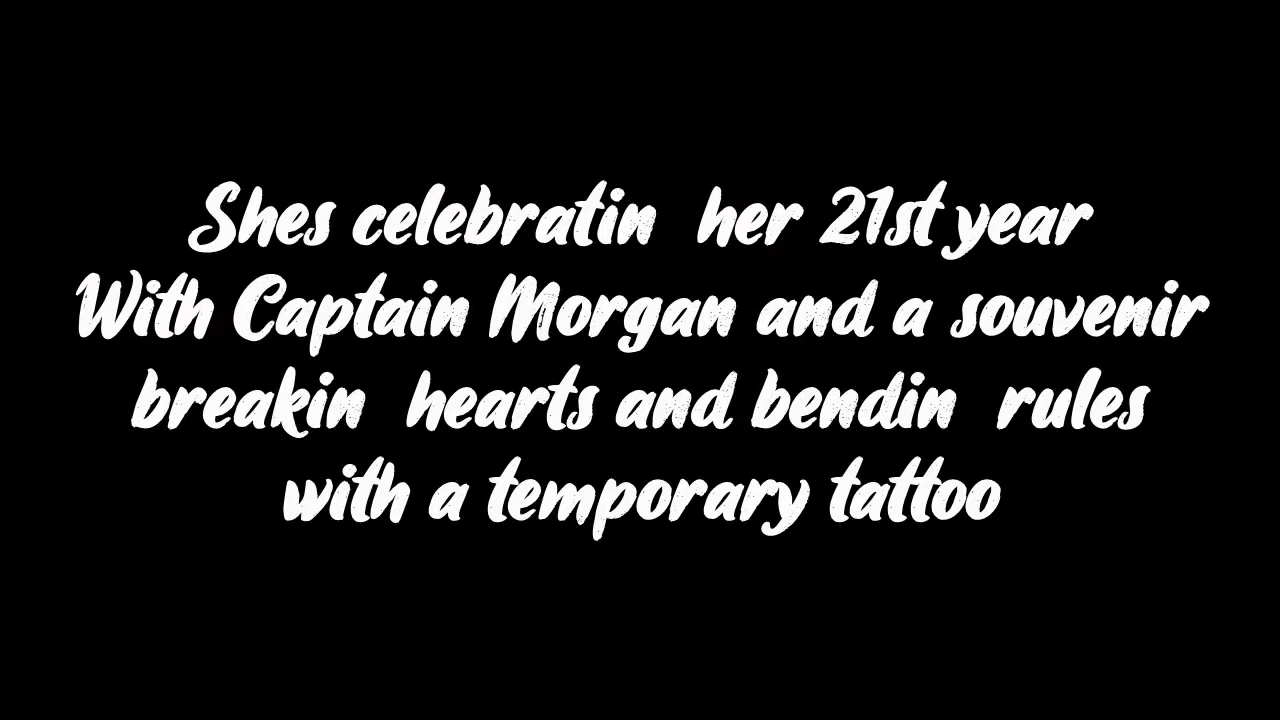 Shes celebratin  her 21st year
With Captain Morgan and a souvenir
breakin  hearts and bendin  rules
with a temporary tattoo